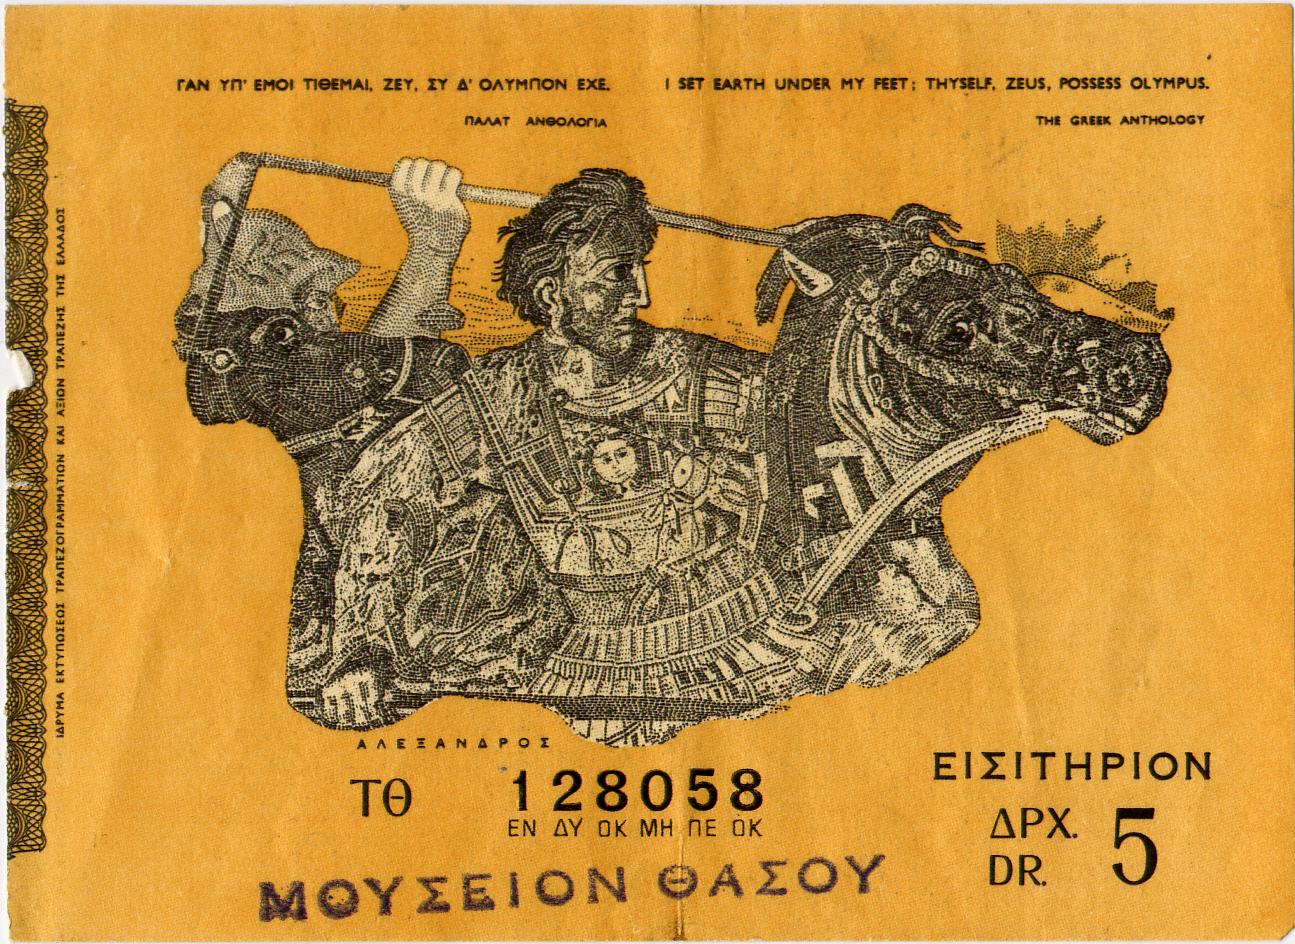 ΓΑΝ ΥΠ' ΕΜΟΙ ΤΙΘΕΜΑΙ, ΖΕΥ, ΣΥ Δ' ΟΛΥΜΠΟΝ ΕΧΕ.
ΠΑΛΑΤ ΑΝΘΟΛΟΓΙΑ
I SET EARTH UNDER MY FEET; THYSELF, ZEUS, POSSESS OLYMPUS.
THE GREEK ANTHOLOGY
ΙΔΡΥΜΑ ΕΚΤΥΠΩΣΕΩΣ ΤΡΑΠΕΖΟΓΡΑΜΜΑΤΙΩΝ ΚΑΙ ΑΞΙΩΝ ΤΡΑΠΕΖΗΣ ΤΗΣ ΕΛΛΑΔΟΣ
ΑΛΕΞΑΝΔΡΟΣ
ΤΘ 128058
ΕΝ ΔΥ ΟΚ ΜΗ ΠΕ ΟΚ
ΕΙΣΙΤΗΡΙΟΝ
ΔΡΧ. 5
DR.
ΜΟΥΣΕΙΟΝ ΘΑΣΟΥ